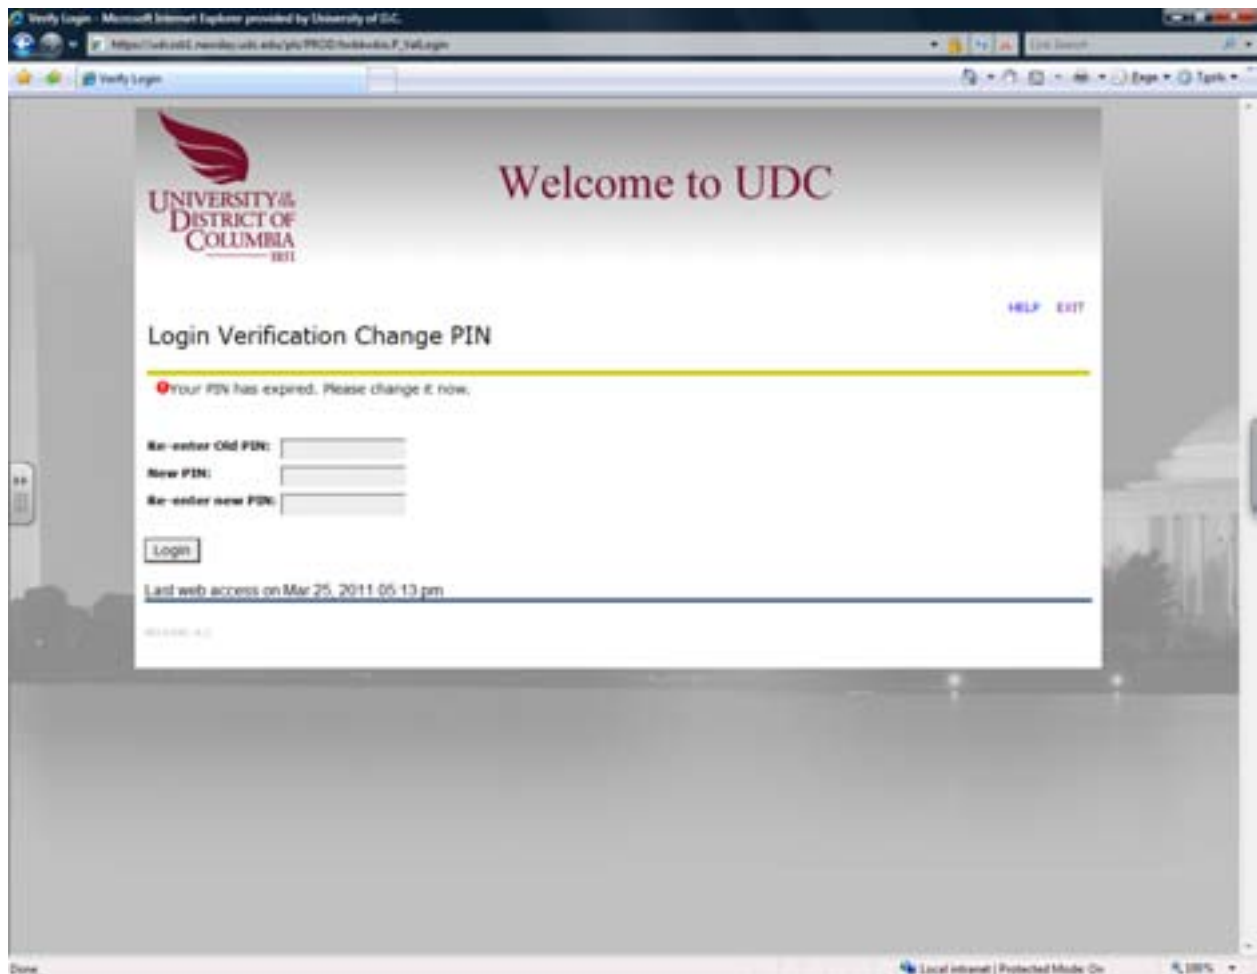 Verify Login - Microsoft Internet Explorer provided by University of D.C.
Verify Login
Page
Tools
UNIVERSITY OF THE
DISTRICT OF
COLUMBIA
1851
Welcome to UDC
HELP EXIT
Login Verification Change PIN
Your PIN has expired. Please change it now.
Re-enter Old PIN:
New PIN:
Re-enter new PIN:
Login
Last web access on Mar 25, 2011 05:13 pm
Done
Local intranet | Protected Mode: On
100%